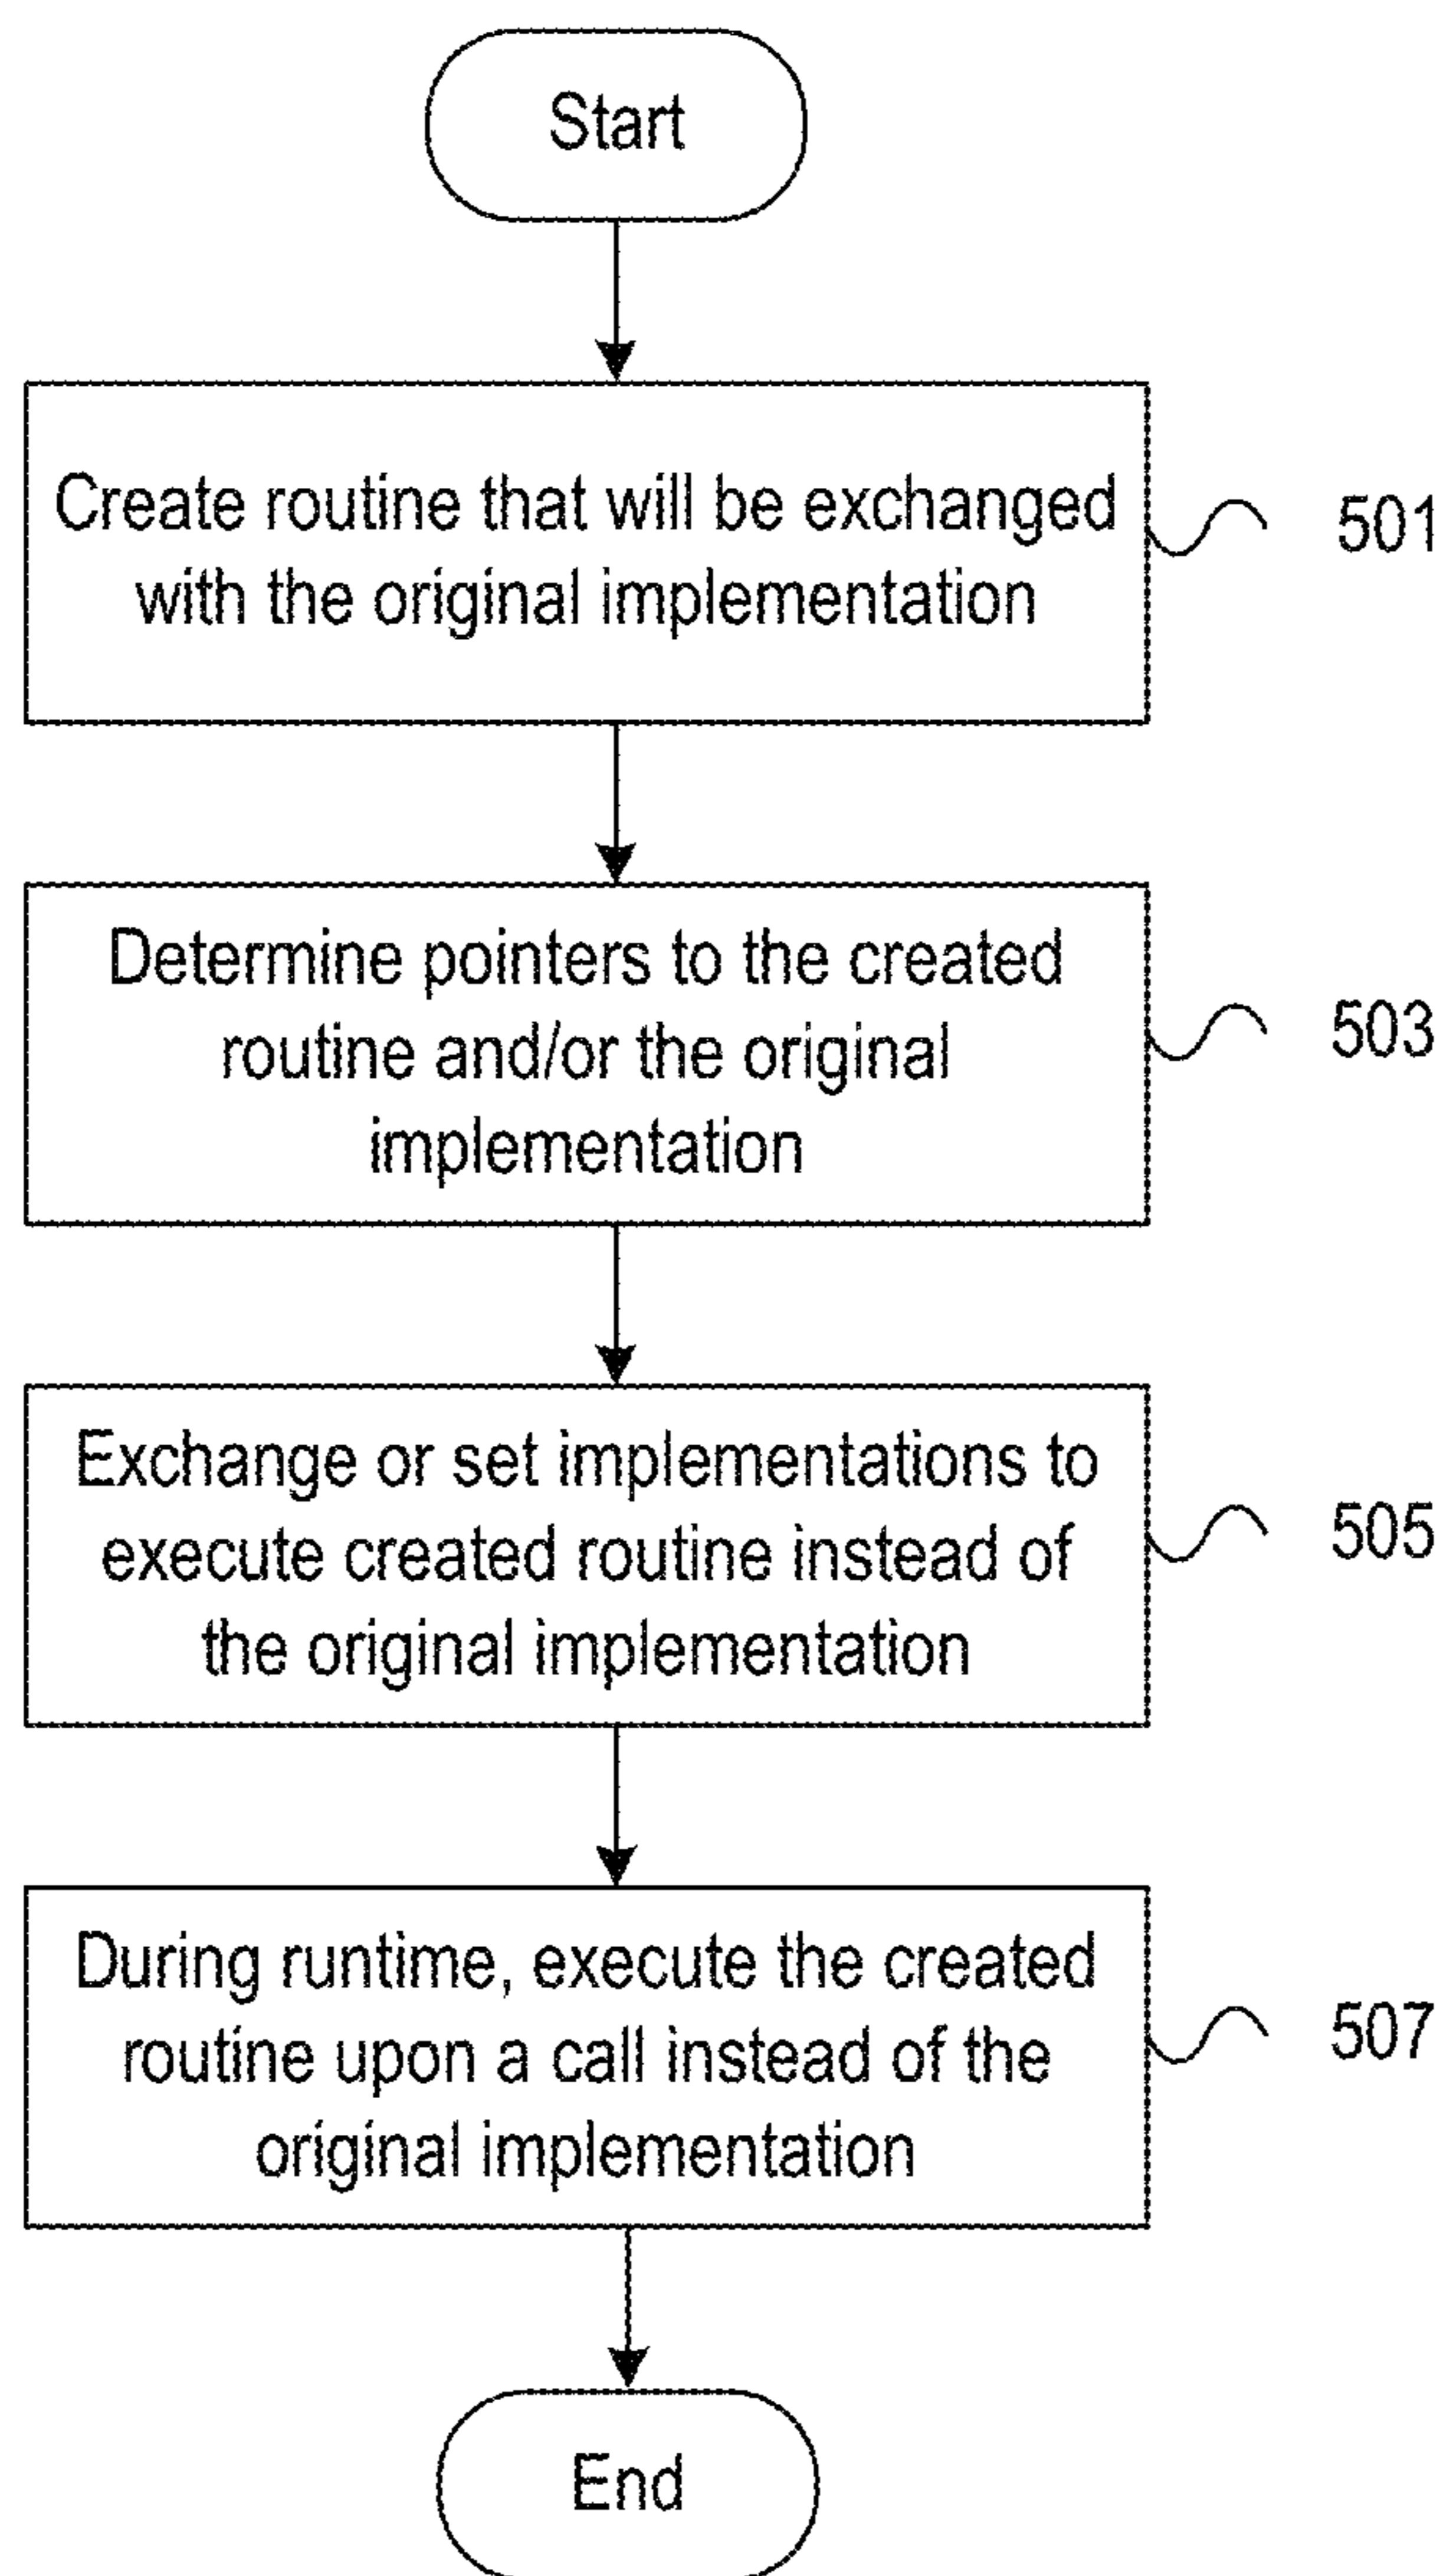 Start
Create routine that will be exchanged
with the original implementation
501
Determine pointers to the created
routine and/or the original
implementation
503
Exchange or set implementations to
execute created routine instead of
the original implementation
505
During runtime, execute the created
routine upon a call instead of the
original implementation
507
End